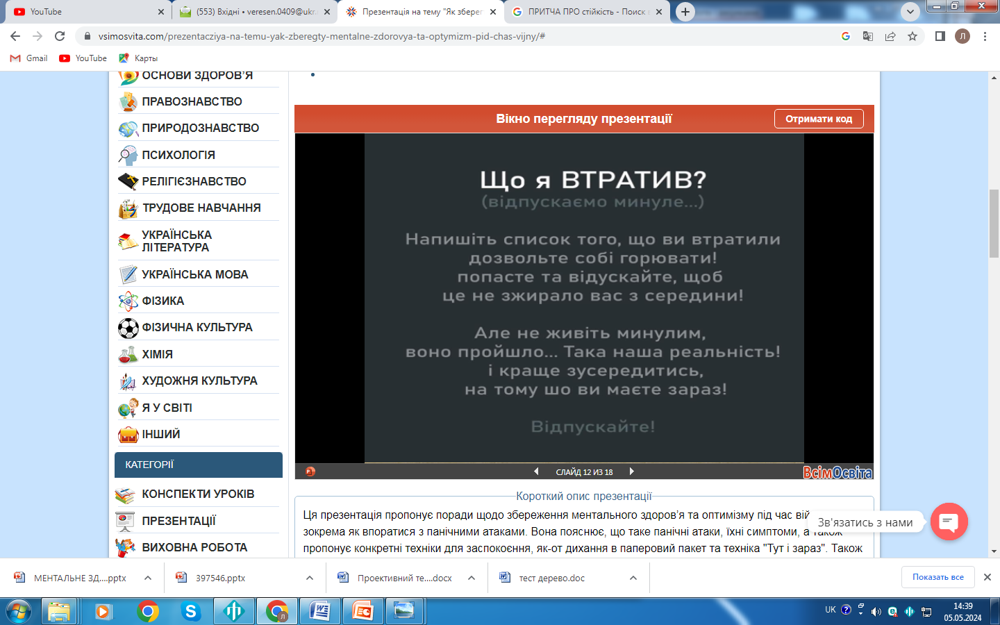 YouTube
(553) Вхідні • veresen.0409@ukr.
Презентація на тему "Як зберег
ПРИТЧА ПРО стійкість - Поиск в
vsimosvita.com/prezentacziya-na-temu-yak-zberegty-mentalne-zdorovya-ta-optymizm-pid-chas-vijny/#
Л
Gmail
YouTube
Карты
ОСНОВИ ЗДОРОВ'Я
ПРАВОЗНАВСТВО
ПРИРОДОЗНАВСТВО
ПСИХОЛОГІЯ
РЕЛІГІЄЗНАВСТВО
ТРУДОВЕ НАВЧАННЯ
УКРАЇНСЬКА
ЛІТЕРАТУРА
УКРАЇНСЬКА МОВА
ФІЗИКА
ФІЗИЧНА КУЛЬТУРА
ХІМІЯ
ХУДОЖНЯ КУЛЬТУРА
Я У СВІТІ
ІНШИЙ
КАТЕГОРІЇ
КОНСПЕКТИ УРОКІВ
ПРЕЗЕНТАЦІЇ
ВИХОВНА РОБОТА
Вікно перегляду презентації
Отримати код
Що я ВТРАТИВ?
(відпускаємо минуле...)
Напишіть список того, що ви втратили
дозвольте собі горювати!
попасте та відускайте, щоб
це не зжирало вас з середини!
Але не живіть минулим,
воно пройшло... Така наша реальність!
і краще зусередитись,
на тому шо ви маєте зараз!
Відпускайте!
СЛАЙД 12 ИЗ 18
ВсімОсвіта
Короткий опис презентації
Ця презентація пропонує поради щодо збереження ментального здоров'я та оптимізму під час вій
зокрема як впоратися з панічними атаками. Вона пояснює, що таке панічні атаки, їхні симптоми, а також
пропонує конкретні техніки для заспокоєння, як-от дихання в паперовий пакет та техніка "Тут і зараз". Також
Зв'язатись з нами
МЕНТАЛЬНЕ ЗД....pptx
397546.pptx
Проективний те....docx
тест дерево.doc
Показать все
Л
UK
14:39
05.05.2024